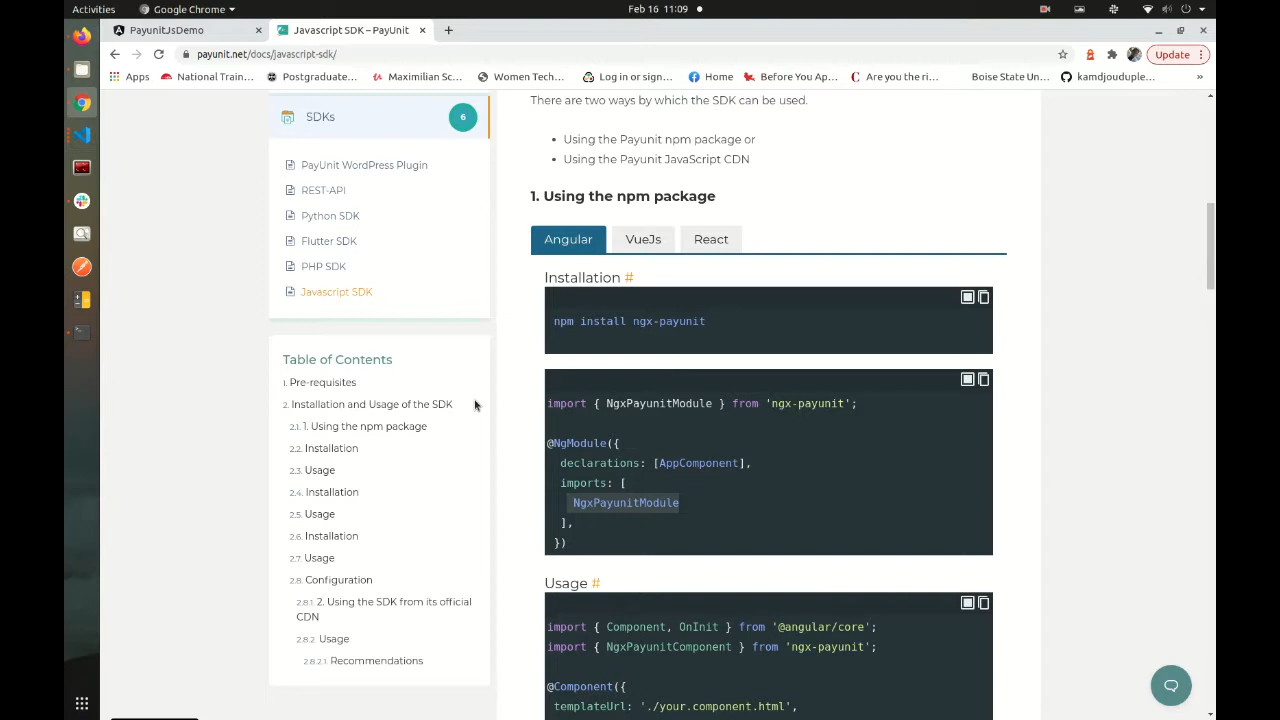 Activities
Google Chrome
Feb 16 11:09
PayunitJsDemo
Javascript SDK – PayUnit
payunit.net/docs/javascript-sdk/
Update
Apps
National Train...
Postgraduate...
Maximilian Sc...
Women Tech...
Log in or sign...
Home
Before You Ap...
Are you the ri...
Boise State Un...
kamdjouduple...
»
SDKs
6
PayUnit WordPress Plugin
REST-API
Python SDK
Flutter SDK
PHP SDK
Javascript SDK
Table of Contents
1. Pre-requisites
2. Installation and Usage of the SDK
2.1. 1. Using the npm package
2.2. Installation
2.3. Usage
2.4. Installation
2.5. Usage
2.6. Installation
2.7. Usage
2.8. Configuration
2.8.1. 2. Using the SDK from its official
CDN
2.8.2. Usage
2.8.2.1. Recommendations
There are two ways by which the SDK can be used.
• Using the Payunit npm package or
• Using the Payunit JavaScript CDN
1. Using the npm package
Angular
VueJs
React
Installation #
npm install ngx-payunit
import { NgxPayunitModule } from 'ngx-payunit';
@NgModule({
declarations: [AppComponent],
imports: [
NgxPayunitModule
],
})
Usage #
import { Component, OnInit } from '@angular/core';
import { NgxPayunitComponent } from 'ngx-payunit';
@Component({
templateUrl: './your.component.html',